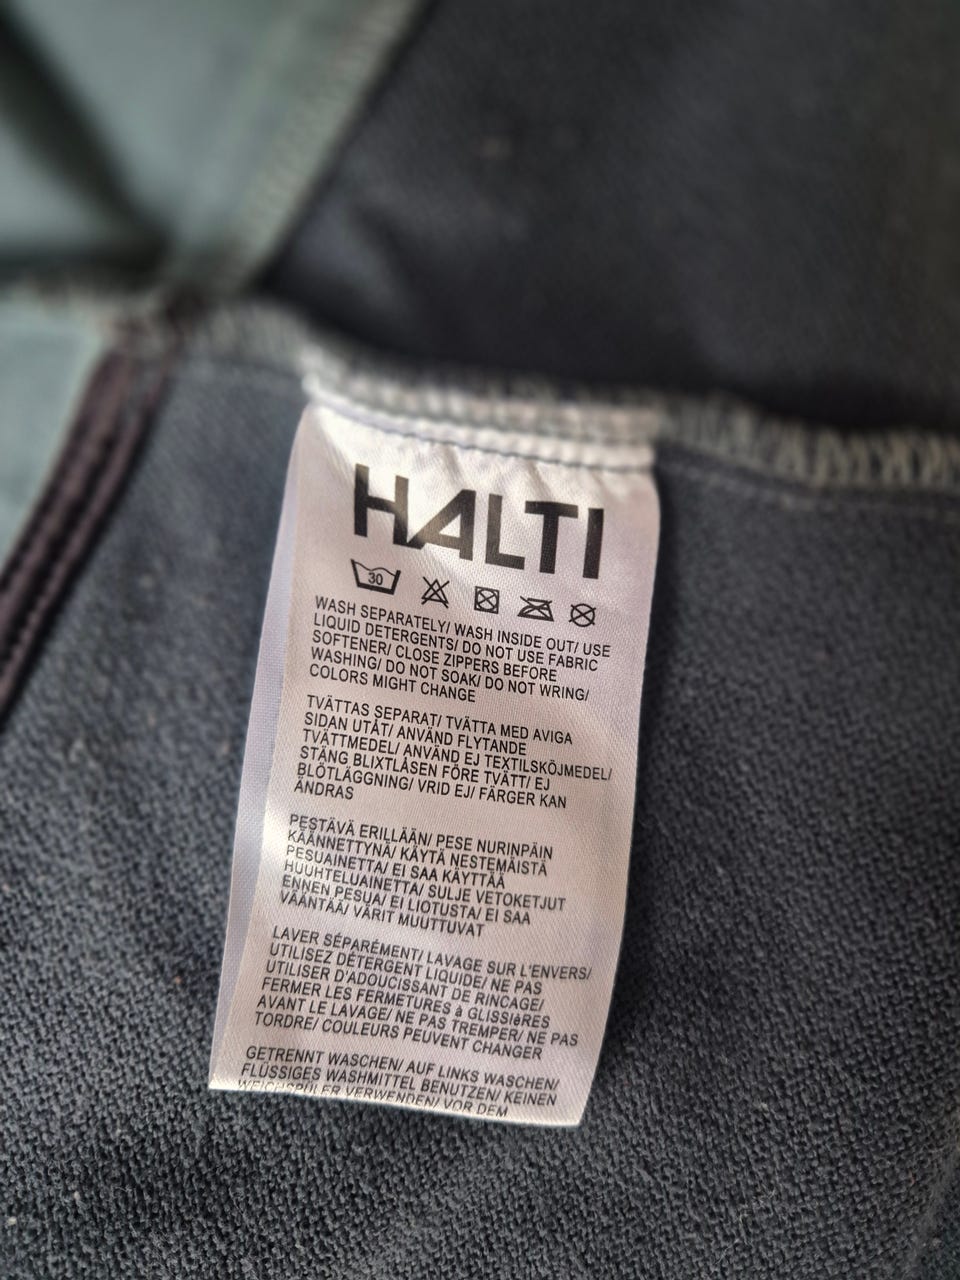 HALTI
30
WASH SEPARATELY/ WASH INSIDE OUT/ USE
LIQUID DETERGENTS/ DO NOT USE FABRIC
SOFTENER/ CLOSE ZIPPERS BEFORE
WASHING/ DO NOT SOAK/ DO NOT WRING/
COLORS MIGHT CHANGE
TVÄTTAS SEPARAT/ TVÄTTA MED AVIGA
SIDAN UTÅT/ ANVÄND FLYTANDE
TVÄTTMEDEL/ ANVÄND EJ TEXTILSKÖJMEDEL/
STÄNG BLIXTLÅSEN FÖRE TVÄTT/ EJ
BLÖTLÄGGNING/ VRID EJ/ FÄRGER KAN
ÄNDRAS
PESTÄVÄ ERILLÄÄN/ PESE NURINPÄIN
KÄÄNNETTYNÄ/ KÄYTÄ NESTEMÄISTÄ
PESUAINETTA/ EI SAA KÄYTTÄÄ
HUUHTELUAINETTA/ SULJE VETOKETJUT
ENNEN PESUA/ EI LIOTUSTA/ EI SAA
VÄÄNTÄÄ/ VÄRIT MUUTTUVAT
LAVER SÉPARÉMENT/ LAVAGE SUR L'ENVERS/
UTILISEZ DÉTERGENT LIQUIDE/ NE PAS
UTILISER D'ADOUCISSANT DE RINCAGE/
FERMER LES FERMETURES à GLISSIèRES
AVANT LE LAVAGE/ NE PAS TREMPER/ NE PAS
TORDRE/ COULEURS PEUVENT CHANGER
GETRENNT WASCHEN/ AUF LINKS WASCHEN/
FLÜSSIGES WASHMITTEL BENUTZEN/ KEINEN
WEICHSPÜLER VERWENDEN/ VOR DEM